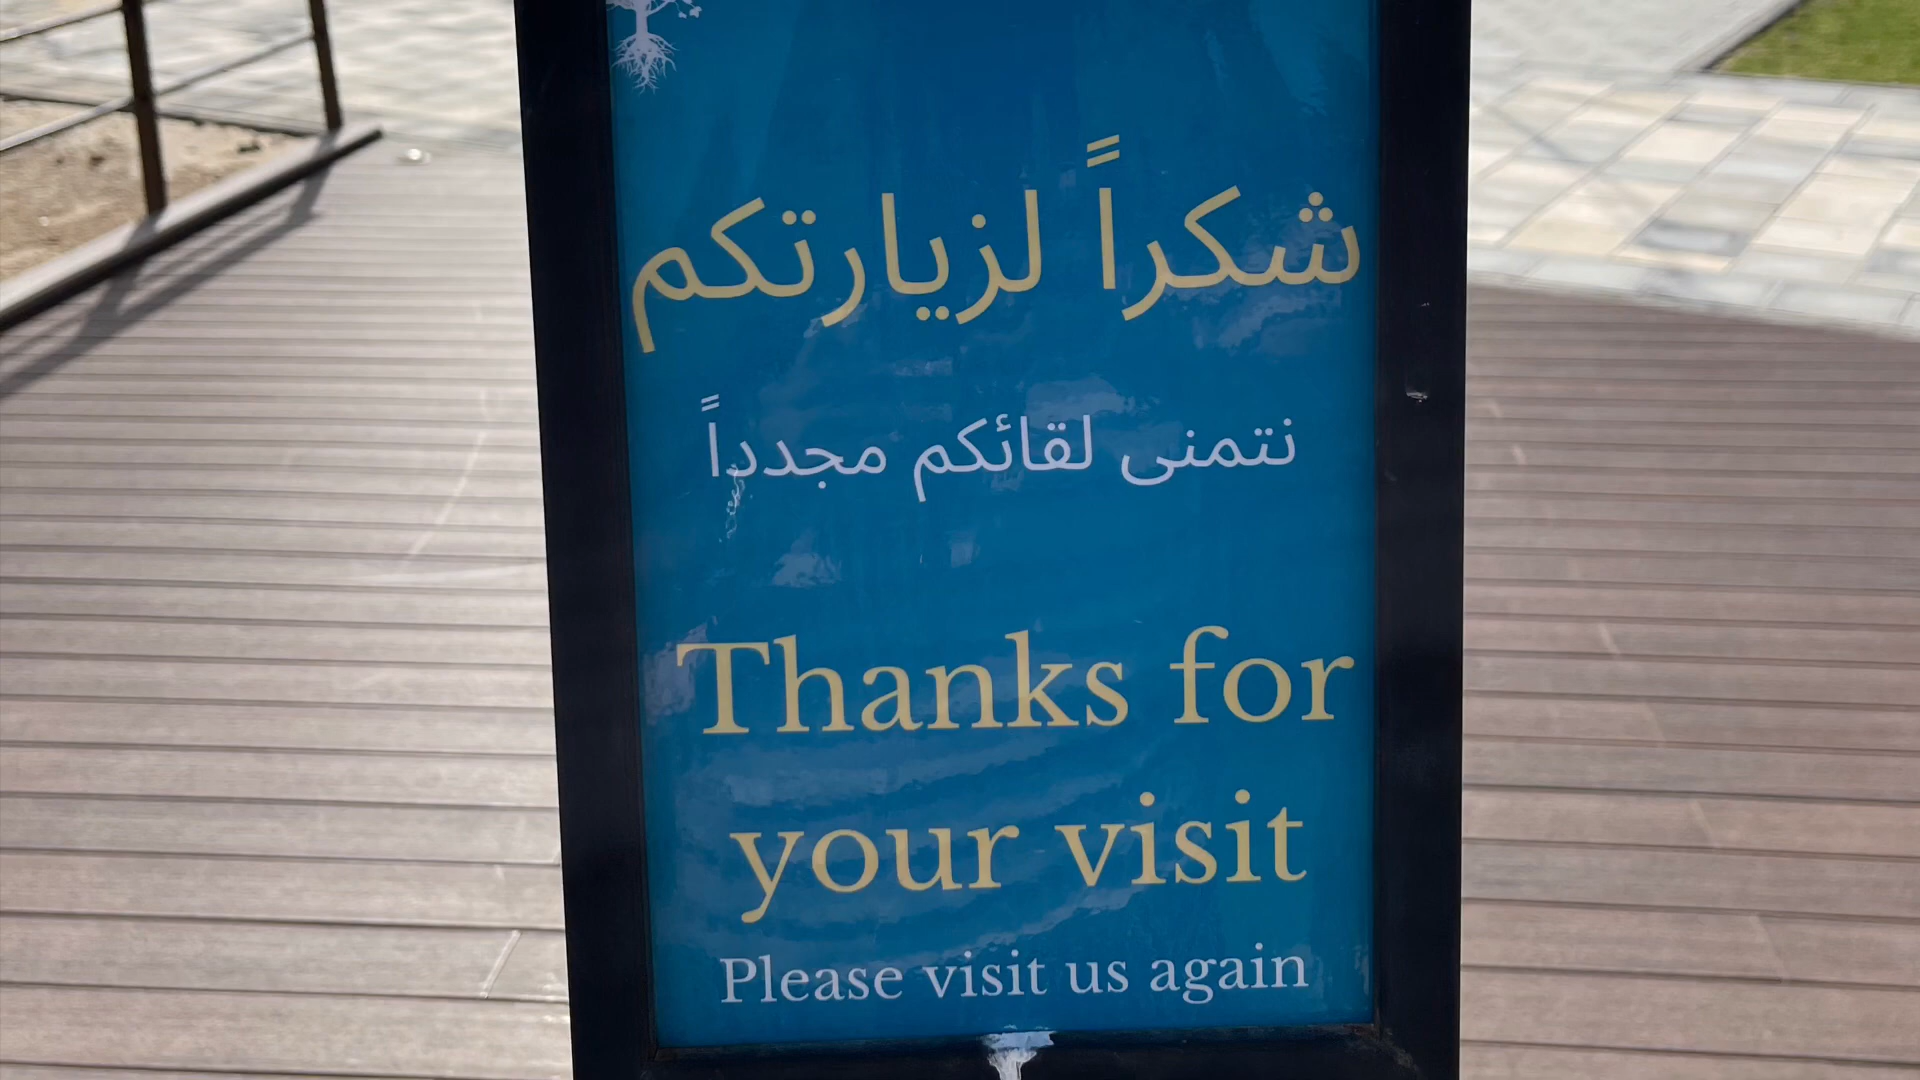 شكراً لزيارتكم
نتمنى لقائكم مجدداً
Thanks for
your visit
Please visit us again